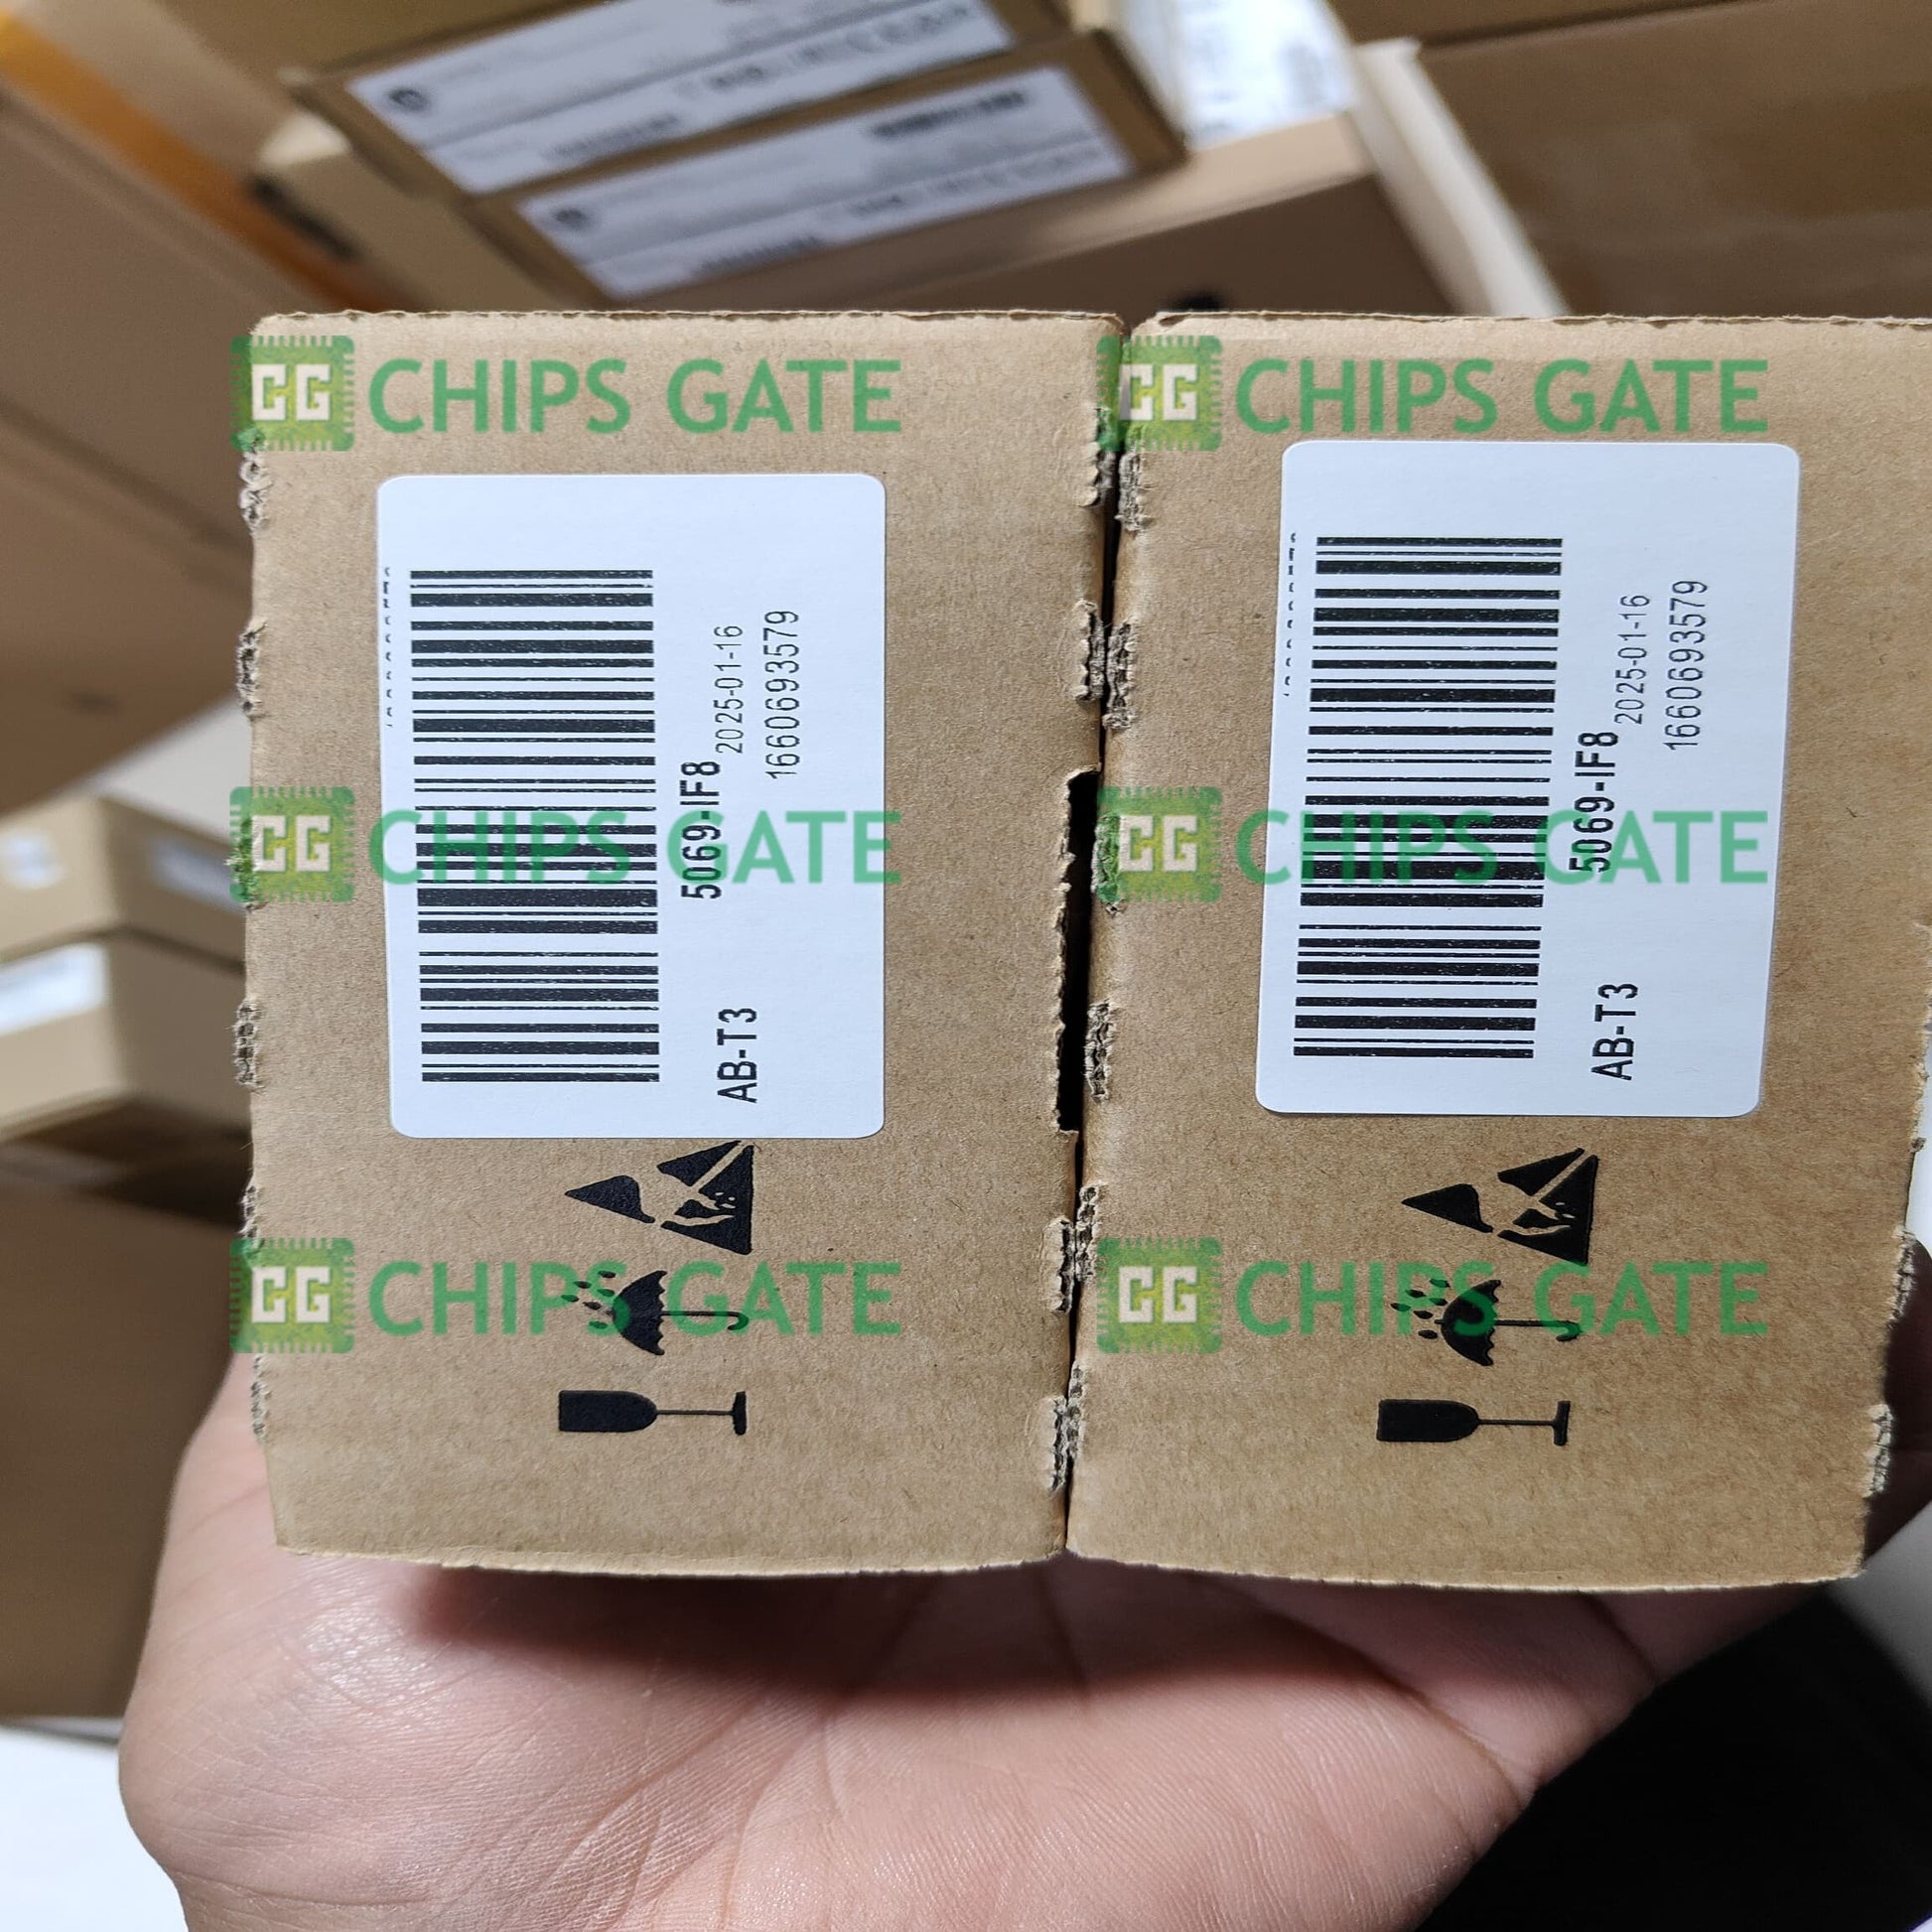 CG CHIPS GATE
CG CHIPS GATE
5069-IF8
2025-01-16
1660693579
AB-T3
5069-IF8
2025-01-16
1660693579
AB-T3
CG CHIPS GATE
CG CHIPS GATE
CG CHIPS GATE
CG CHIPS GATE